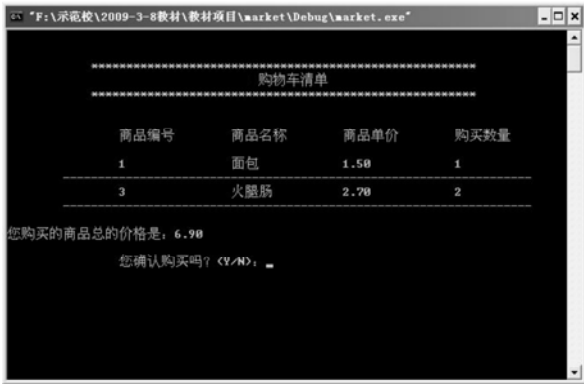 "F:\示范校\2009-3-8教材\教材项目\market\Debug\market.exe"
*******************************************************
购物车清单
*******************************************************
商品编号 商品名称 商品单价 购买数量
1 面包 1.50 1
3 火腿肠 2.70 2
您购买的商品总的价格是：6.90
您确认购买吗？(Y/N)：